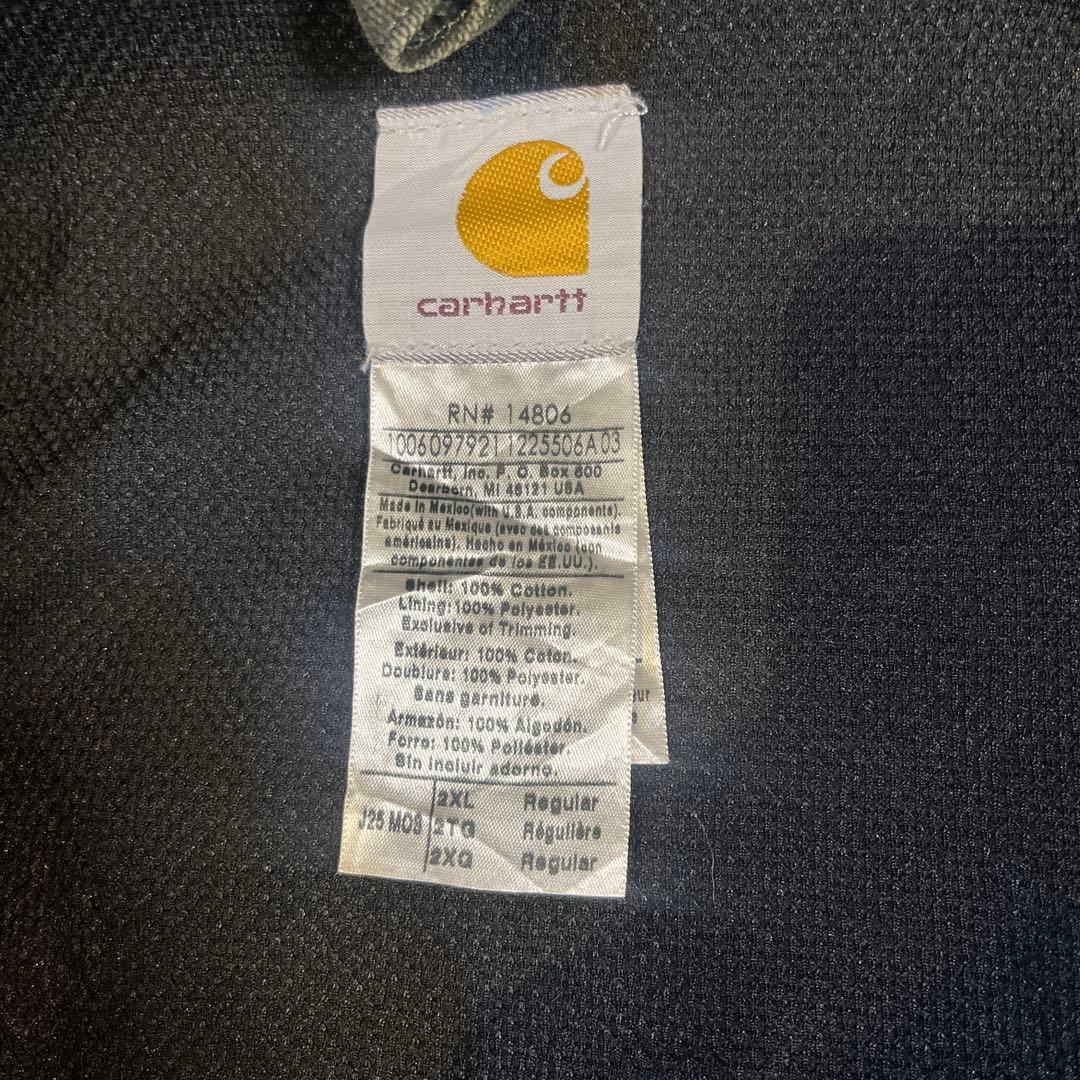 carhartt
RN# 14806
1006097921 1225506A 03
Carhartt, Inc. P. O. Box 600
Dearborn, MI 48121 USA
Made in Mexico(with U.S.A. components).
Fabriqué au Mexique (avec des composants
américains). Hecho en México (con
componentes de los EE.UU.).
Shell: 100% Cotton.
Lining: 100% Polyester.
Exclusive of Trimming.
Extérieur: 100% Coton.
Doublure: 100% Polyester.
Sans garniture.
Armazón: 100% Algodón.
Forro: 100% Poliéster.
Sin incluir adorno.
2XL Regular
J25 MOS 2TG Régulière
2XG Regular